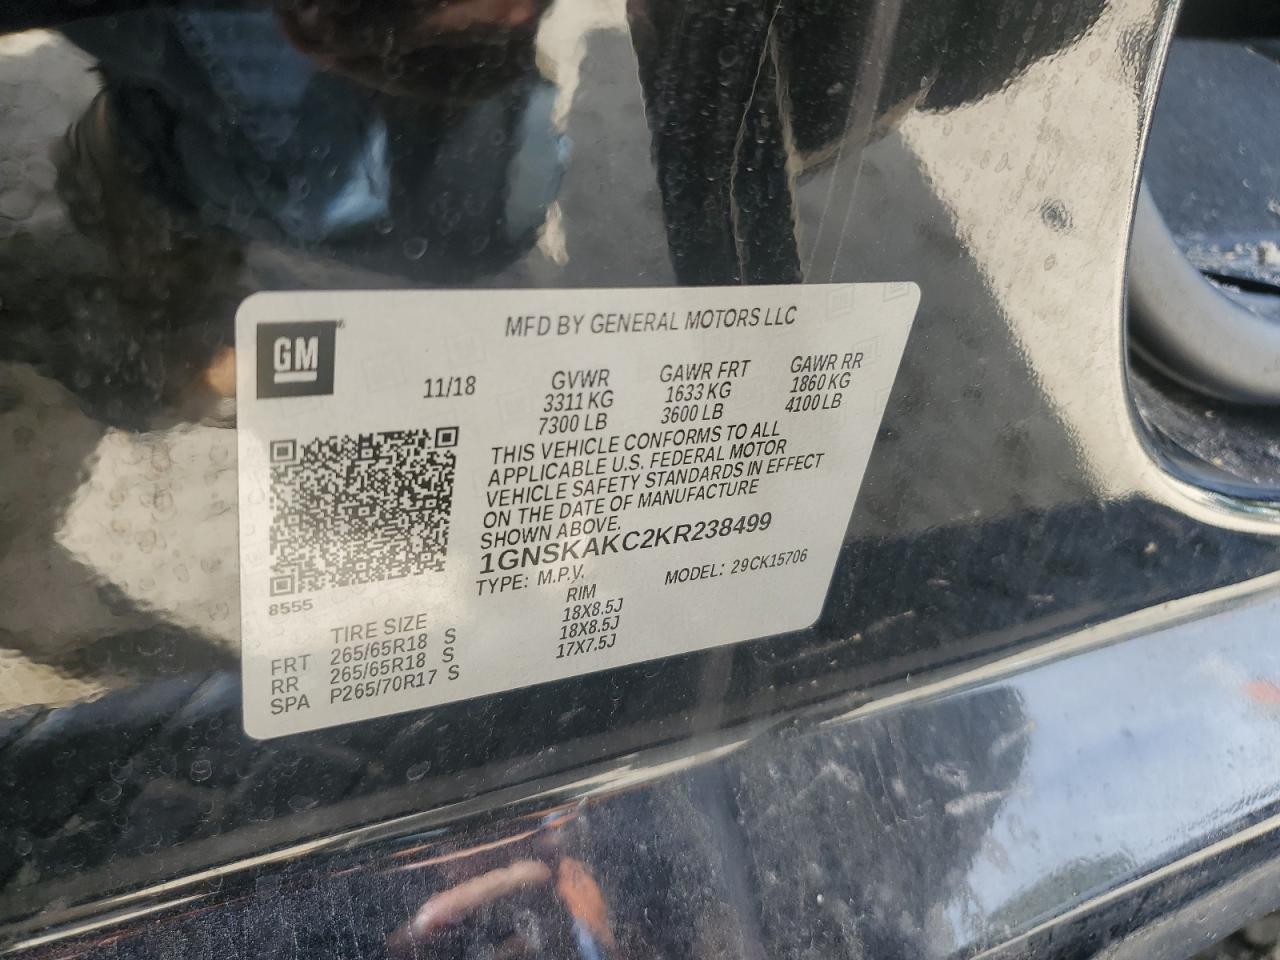 GM
MFD BY GENERAL MOTORS LLC
11/18
GVWR
3311 KG
7300 LB
GAWR FRT
1633 KG
3600 LB
GAWR RR
1860 KG
4100 LB
THIS VEHICLE CONFORMS TO ALL
APPLICABLE U.S. FEDERAL MOTOR
VEHICLE SAFETY STANDARDS IN EFFECT
ON THE DATE OF MANUFACTURE
SHOWN ABOVE.
1GNSKAKC2KR238499
TYPE: M.P.V. MODEL: 29CK15706
8555
TIRE SIZE RIM
FRT 265/65R18 S 18X8.5J
RR 265/65R18 S 18X8.5J
SPA P265/70R17 S 17X7.5J